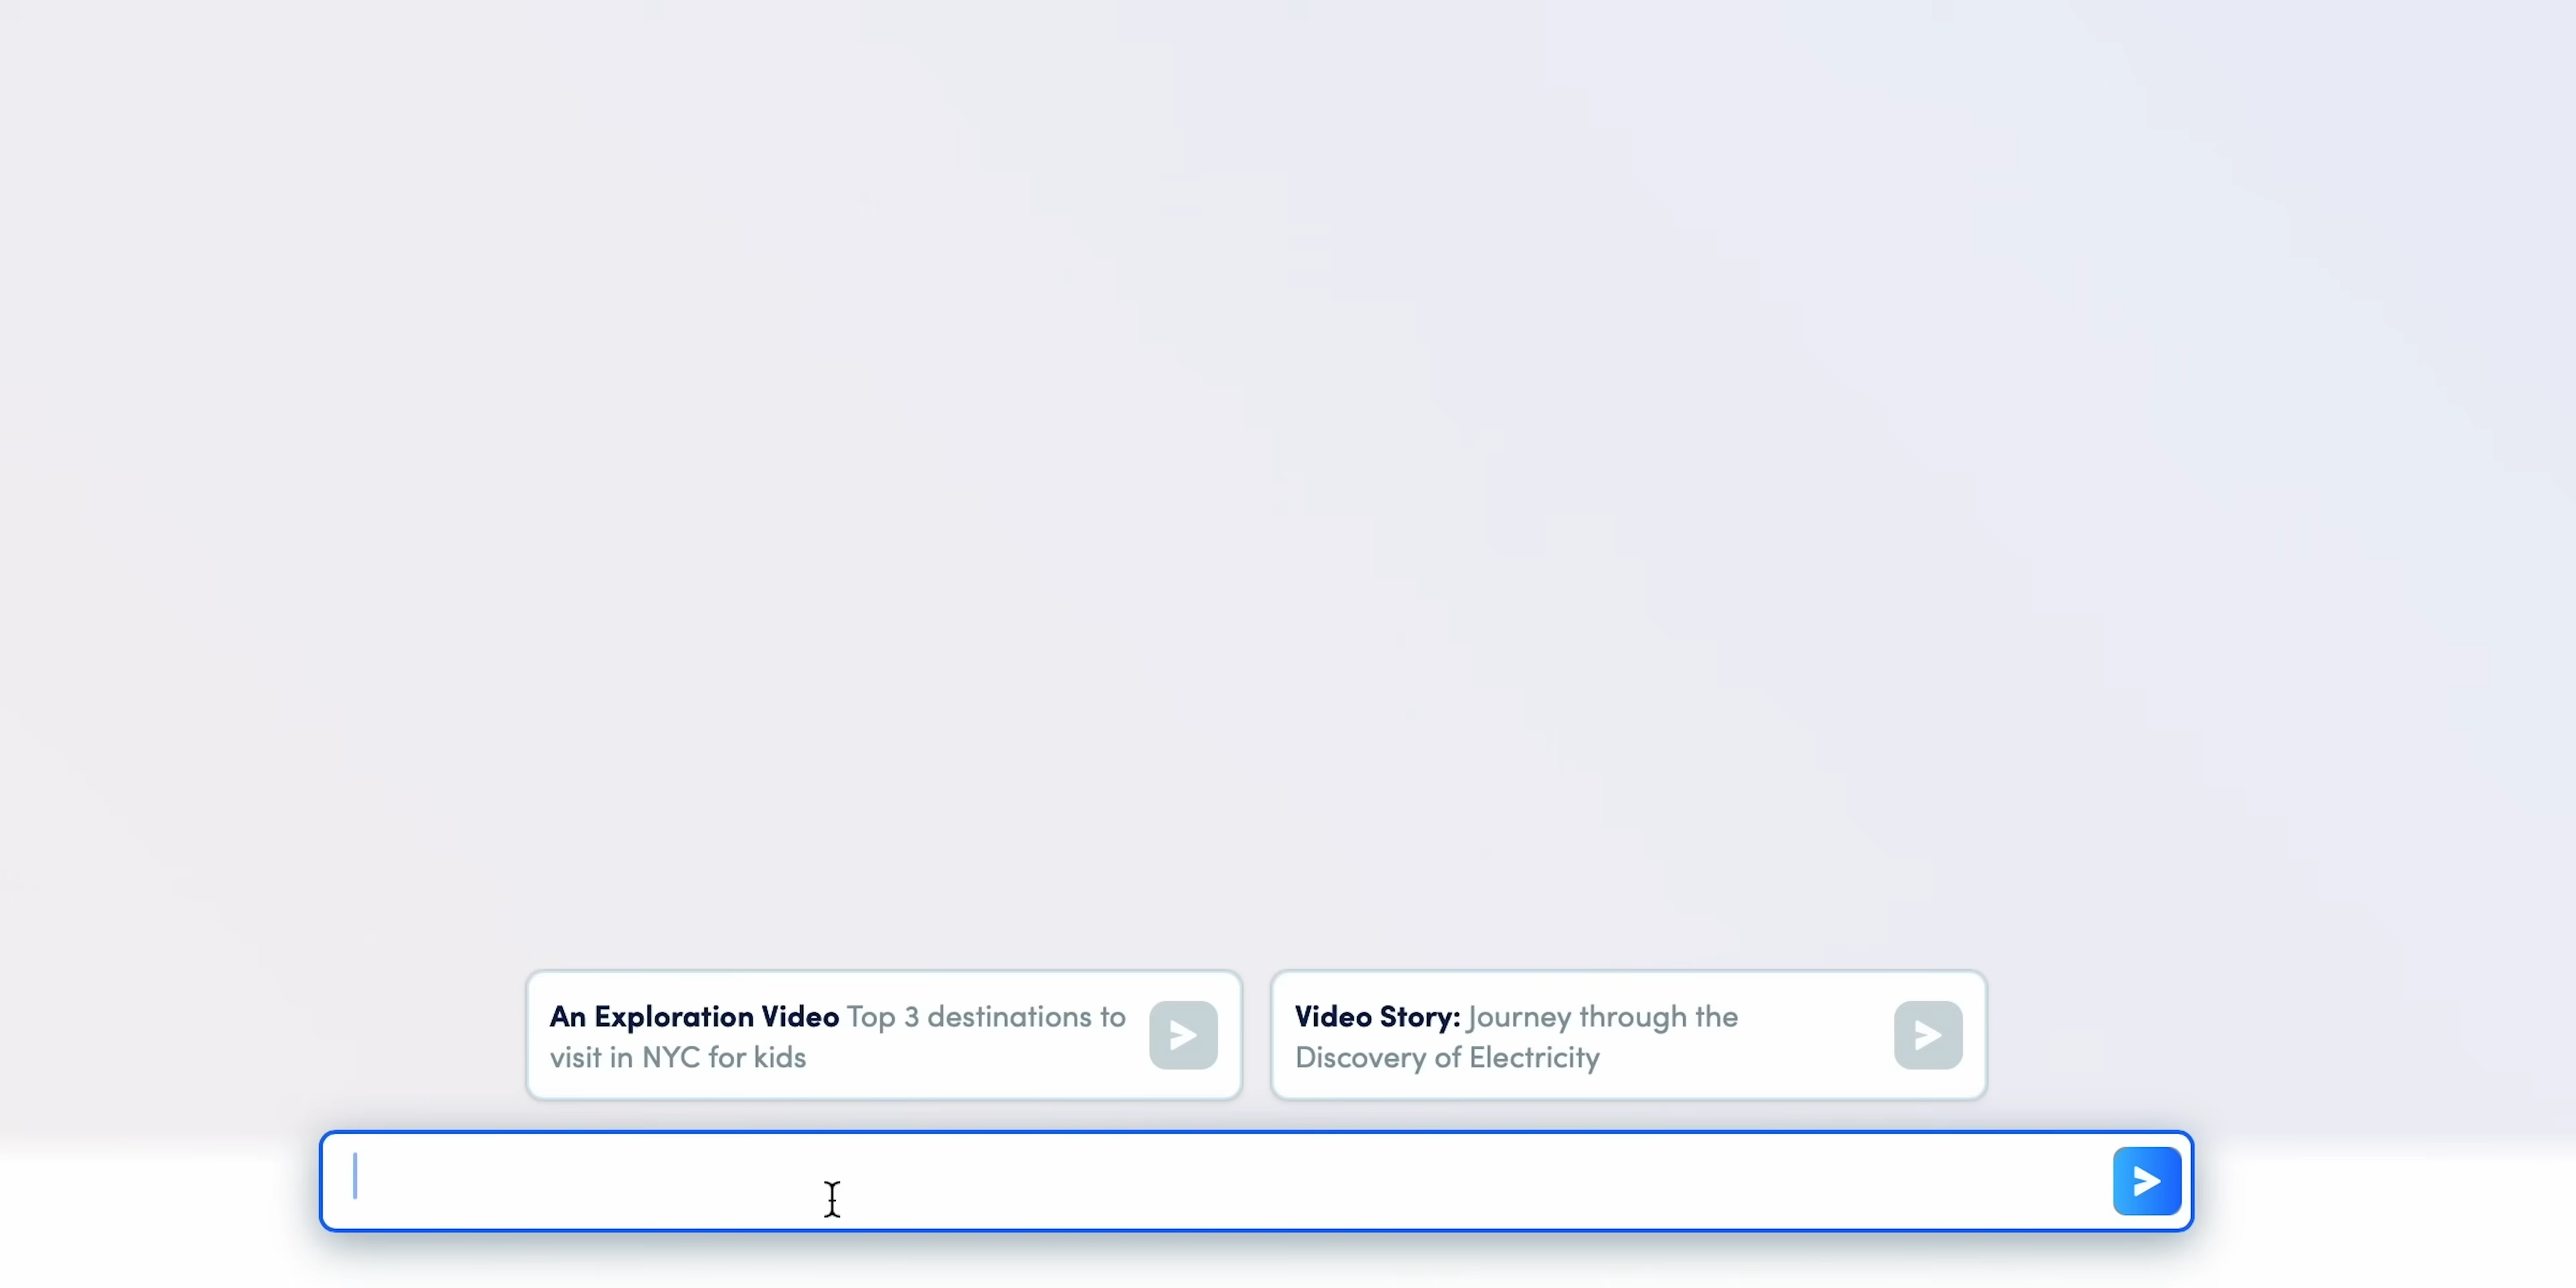 An Exploration Video Top 3 destinations to
visit in NYC for kids
Video Story: Journey through the
Discovery of Electricity